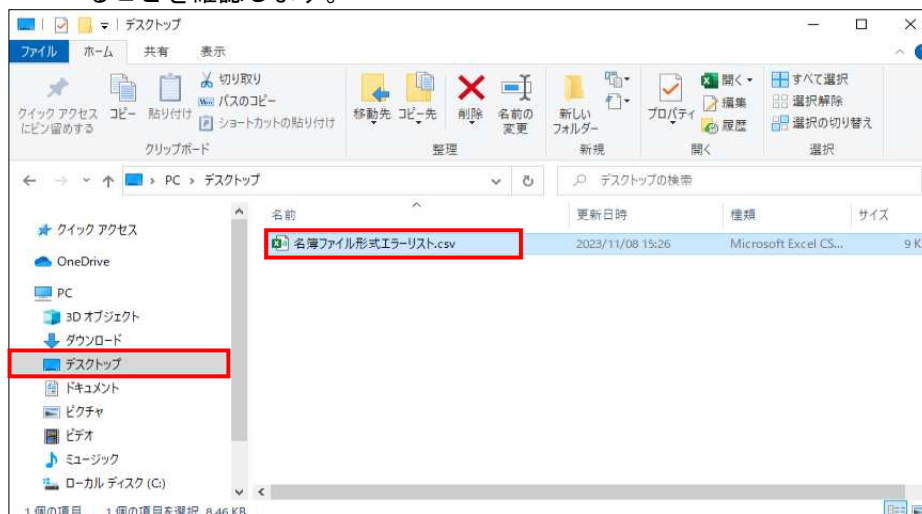 ることを確認します。
デスクトップ
ファイル ホーム 共有 表示
クイック アクセスにピン留めする
コピー
貼り付け
切り取り
パスのコピー
ショートカットの貼り付け
移動先
コピー先
削除
名前の変更
新しいフォルダー
プロパティ
開く
編集
履歴
すべて選択
選択解除
選択の切り替え
クリップボード 整理 新規 開く 選択
PC › デスクトップ
デスクトップの検索
名前 更新日時 種類 サイズ
名簿ファイル形式エラーリスト.csv 2023/11/08 15:26 Microsoft Excel CS... 9 K
クイック アクセス
OneDrive
PC
3D オブジェクト
ダウンロード
デスクトップ
ドキュメント
ピクチャ
ビデオ
ミュージック
ローカル ディスク (C:)
1 個の項目 1 個の項目を選択 8.46 KB